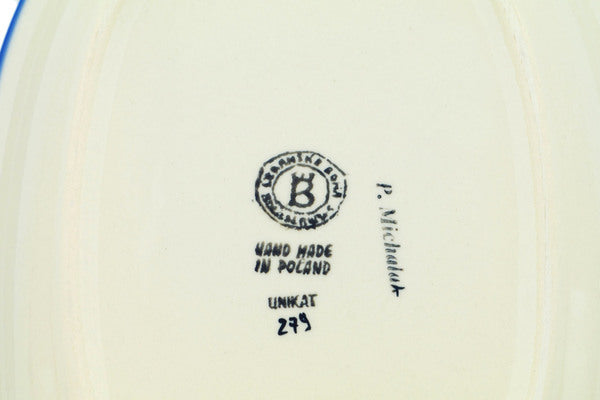 B
HAND MADE
IN POLAND
UNIKAT
279
P. Michalak